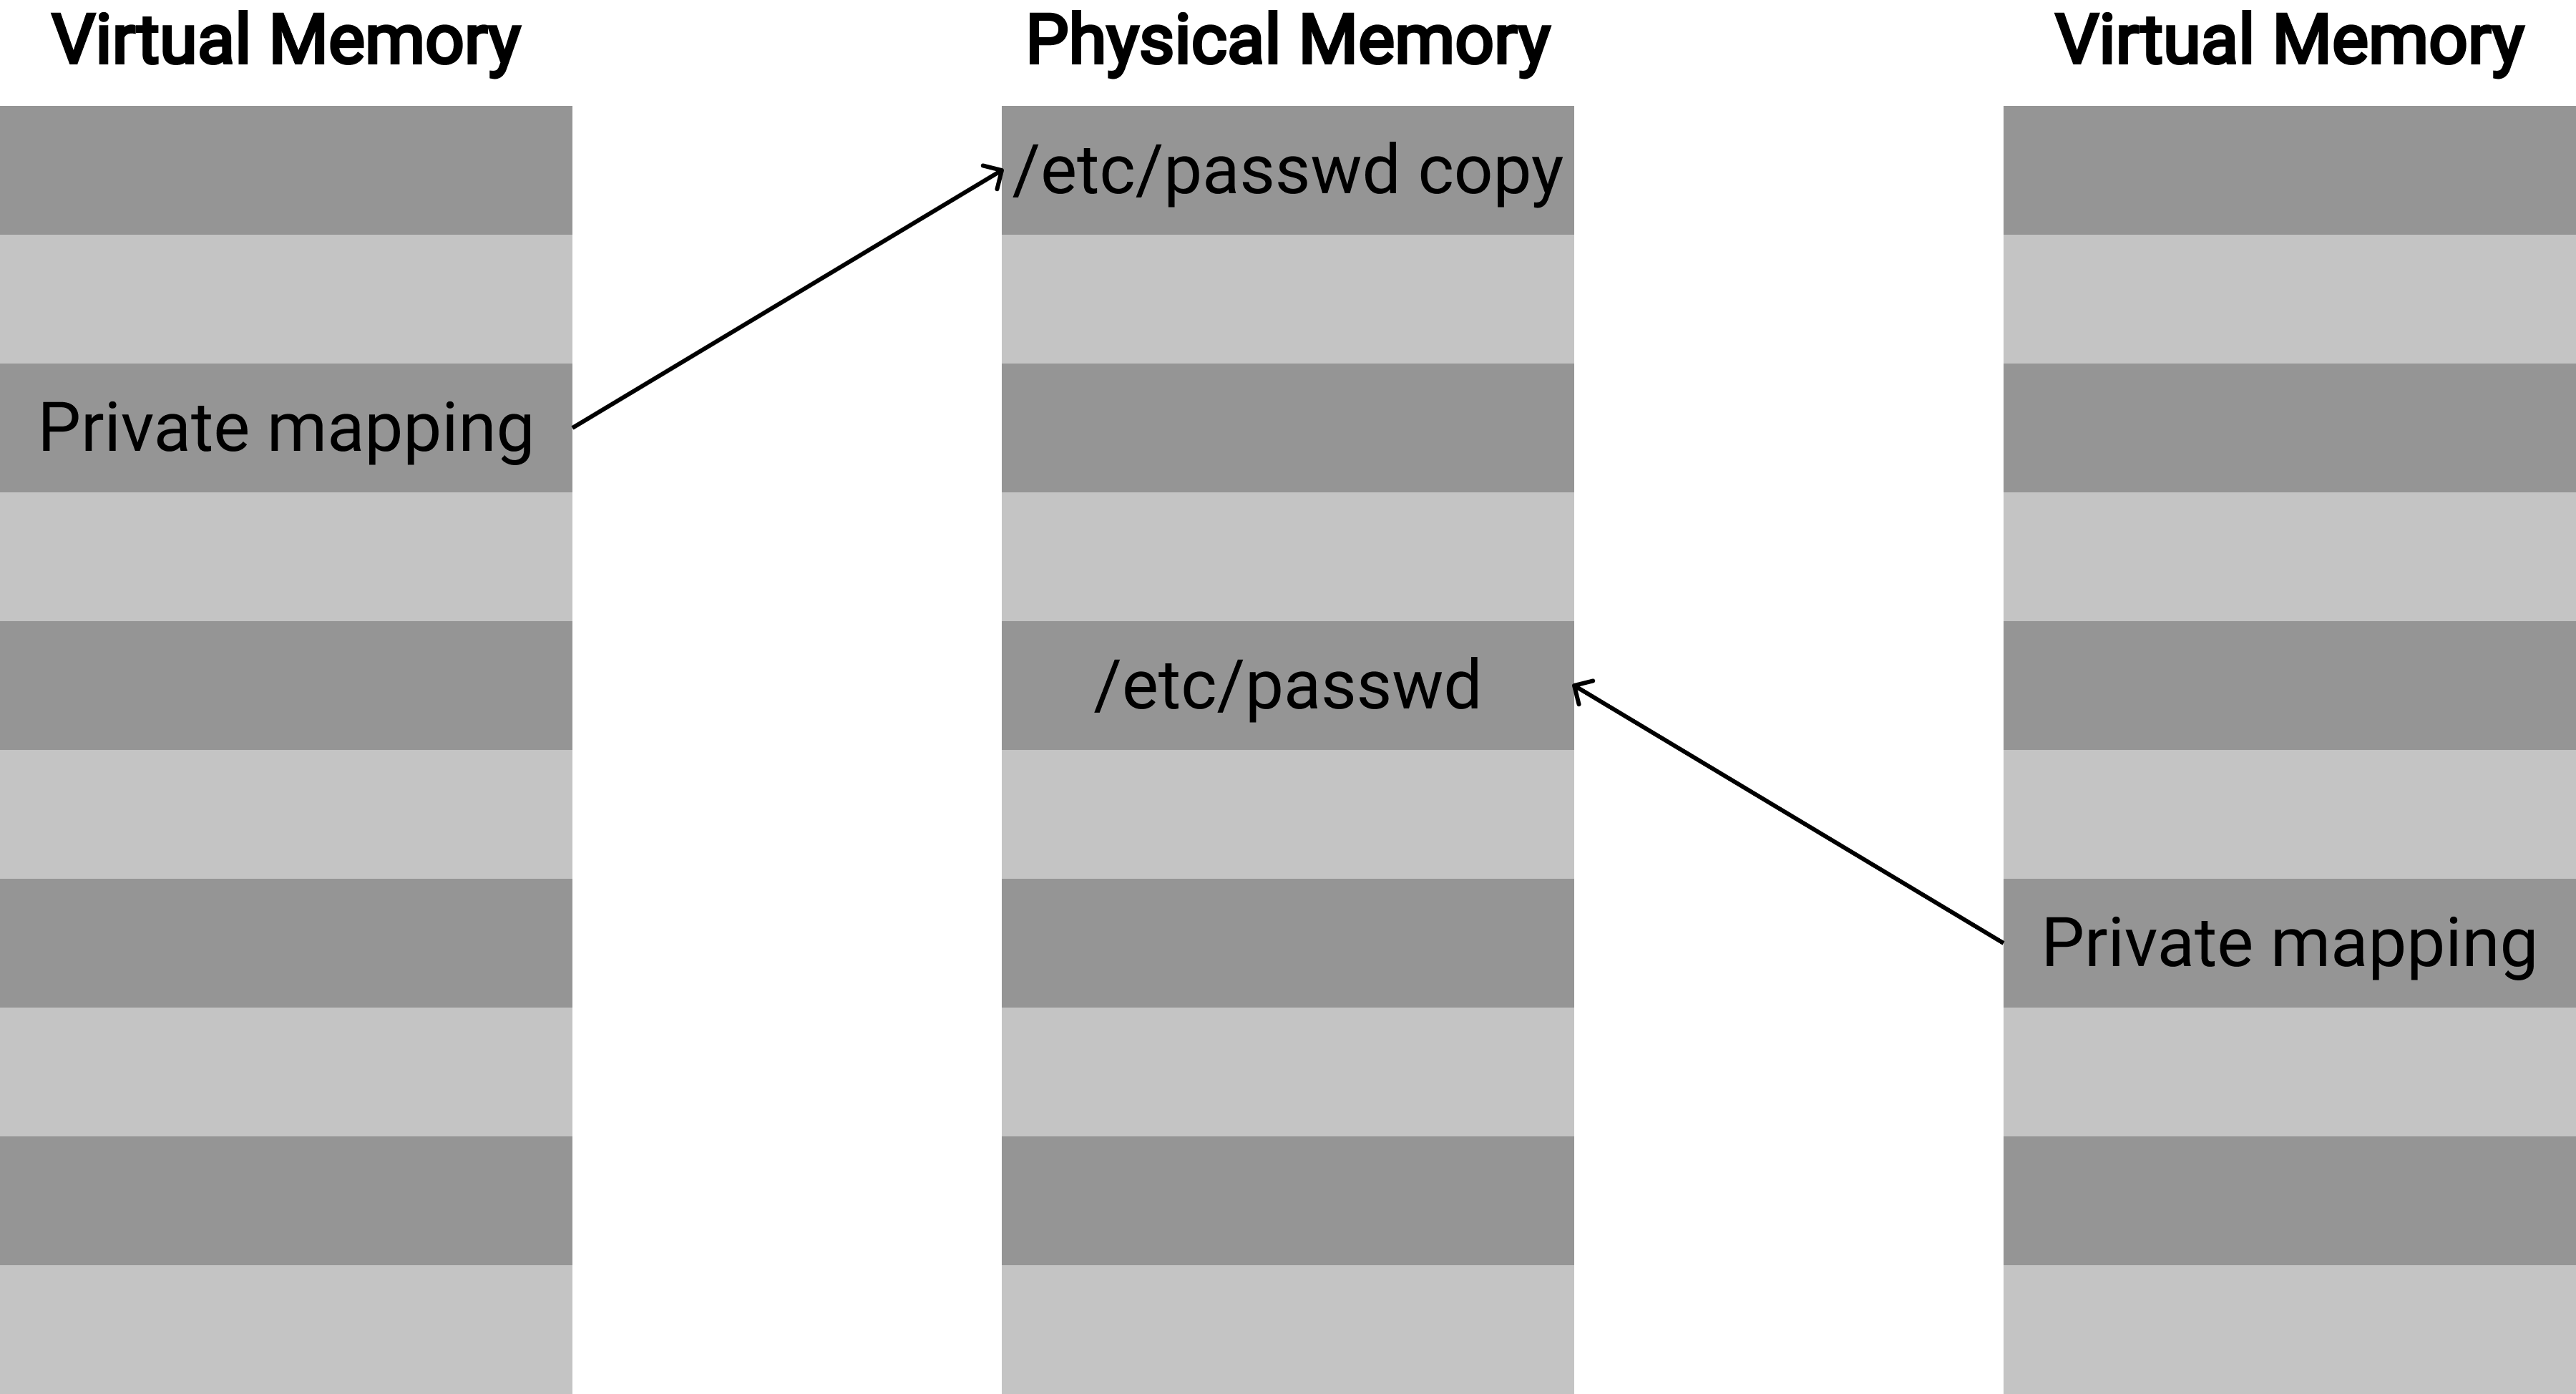 Virtual Memory
Physical Memory
Virtual Memory
/etc/passwd copy
Private mapping
/etc/passwd
Private mapping